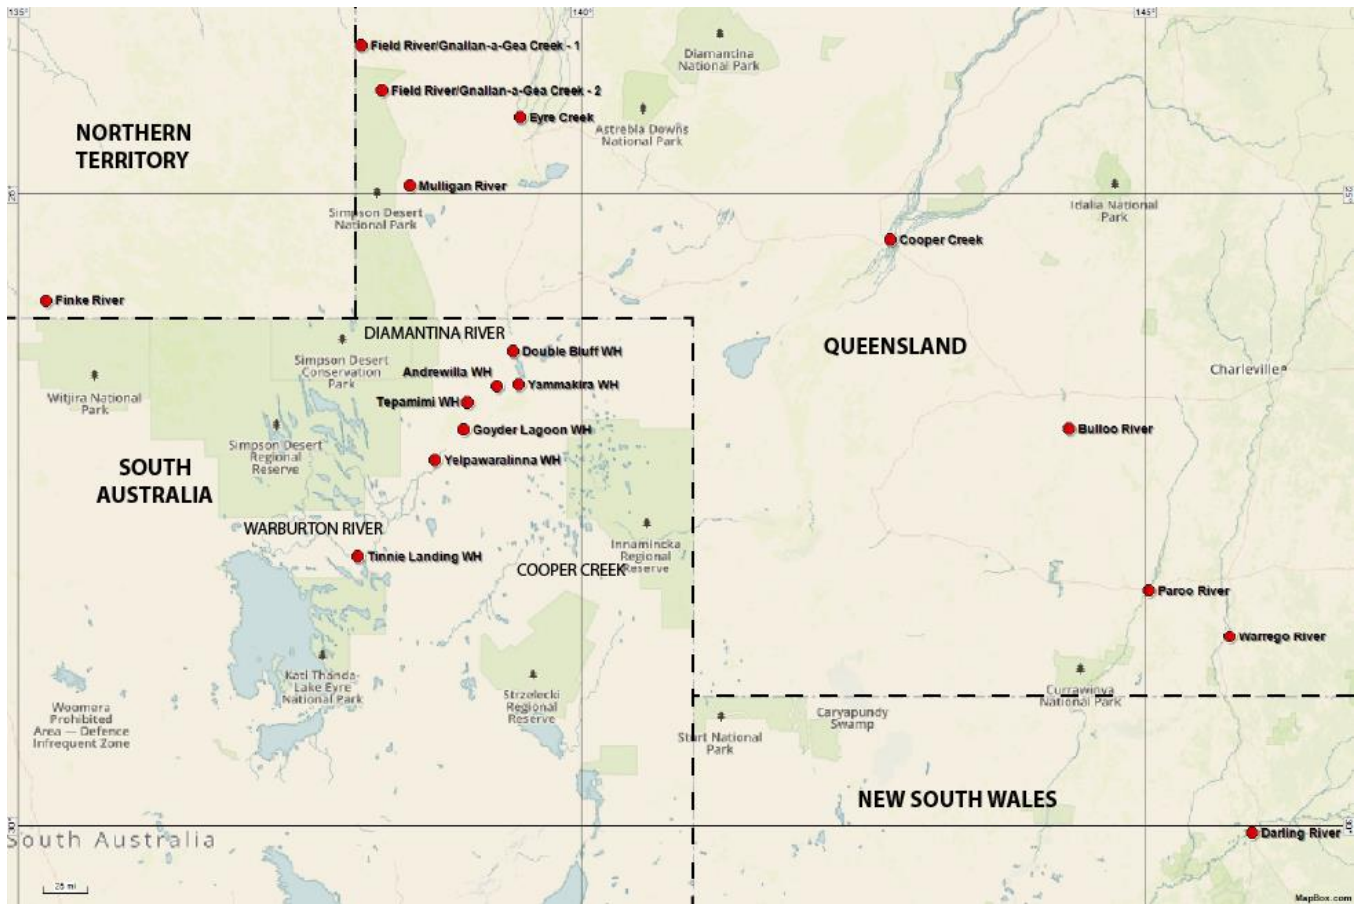 135°
140°
145°
Field River/Gnallan-a-Gea Creek - 1
Diamantina
National Park
Field River/Gnallan-a-Gea Creek - 2
Eyre Creek
Astrebla Downs
National Park
NORTHERN
TERRITORY
Mulligan River
Simpson Desert
National Park
Idalia National
Park
Cooper Creek
Finke River
DIAMANTINA RIVER
Double Bluff WH
QUEENSLAND
Simpson Desert
Conservation
Park
Andrewilla WH
Yammakira WH
Charleville
Witjira National
Park
Tepamimi WH
Goyder Lagoon WH
Bulloo River
Simpson Desert
Regional
Reserve
Yelpawaralinna WH
SOUTH
AUSTRALIA
WARBURTON RIVER
Tinnie Landing WH
Innamincka
Regional
Reserve
COOPER CREEK
Paroo River
Warrego River
Kati Thanda-
Lake Eyre
National Park
Strzelecki
Regional
Reserve
Currawinya
National Park
Woomera
Prohibited
Area — Defence
Infrequent Zone
Caryapundy
Swamp
Sturt National
Park
NEW SOUTH WALES
South Australia
Darling River
25 mi
MapBox.com